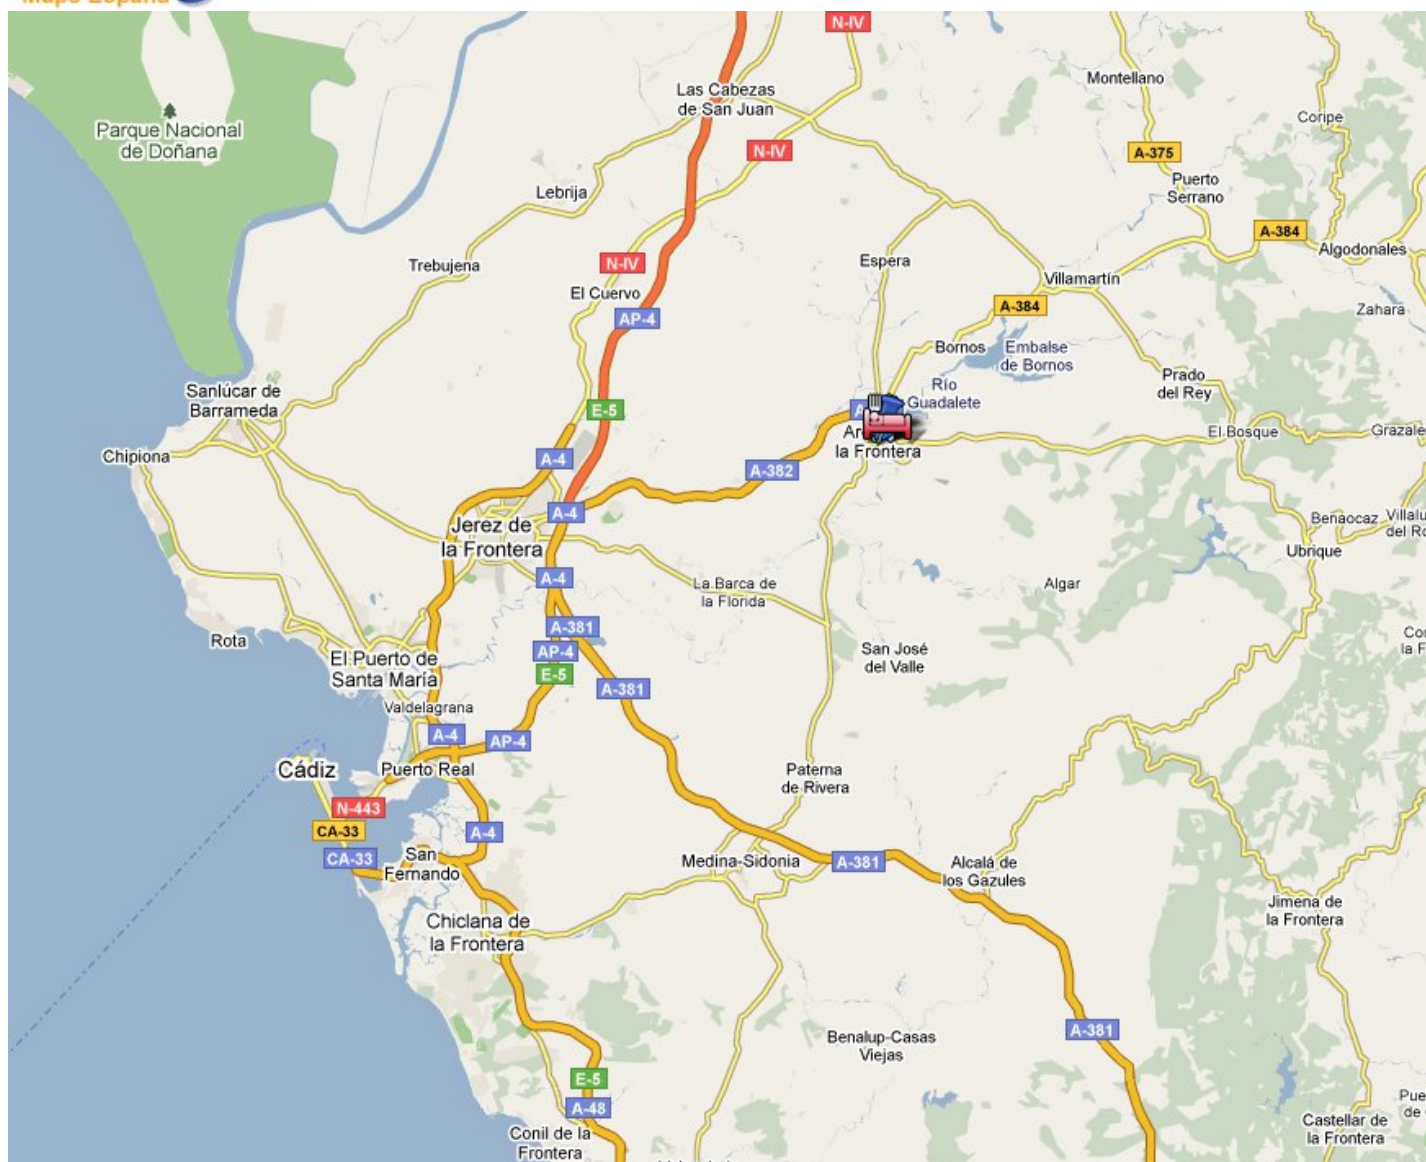 Mapa España
N-IV
Montellano
Las Cabezas
de San Juan
Coripe
Parque Nacional
de Doñana
N-IV
A-375
Puerto
Serrano
Lebrija
A-384
Algodonales
Espera
N-IV
Trebujena
Villamartín
El Cuervo
A-384
Zahara
AP-4
Bornos
Embalse
de Bornos
Prado
del Rey
Sanlúcar de
Barrameda
Río
Guadalete
E-5
la Frontera
El Bosque
Chipiona
A-4
A-382
A-4
Jerez de
la Frontera
Benaocaz
Ubrique
A-4
La Barca de
la Florida
Algar
A-381
Rota
AP-4
San José
del Valle
El Puerto de
Santa María
E-5
A-381
Valdelagrana
A-4
AP-4
Cádiz
Puerto Real
Paterna
de Rivera
N-443
CA-33
A-4
CA-33
San
Fernando
Medina-Sidonia
A-381
Alcalá de
los Gazules
Chiclana de
la Frontera
Jimena de
la Frontera
A-381
Benalup-Casas
Viejas
E-5
A-48
Conil de la
Frontera
Castellar de
la Frontera